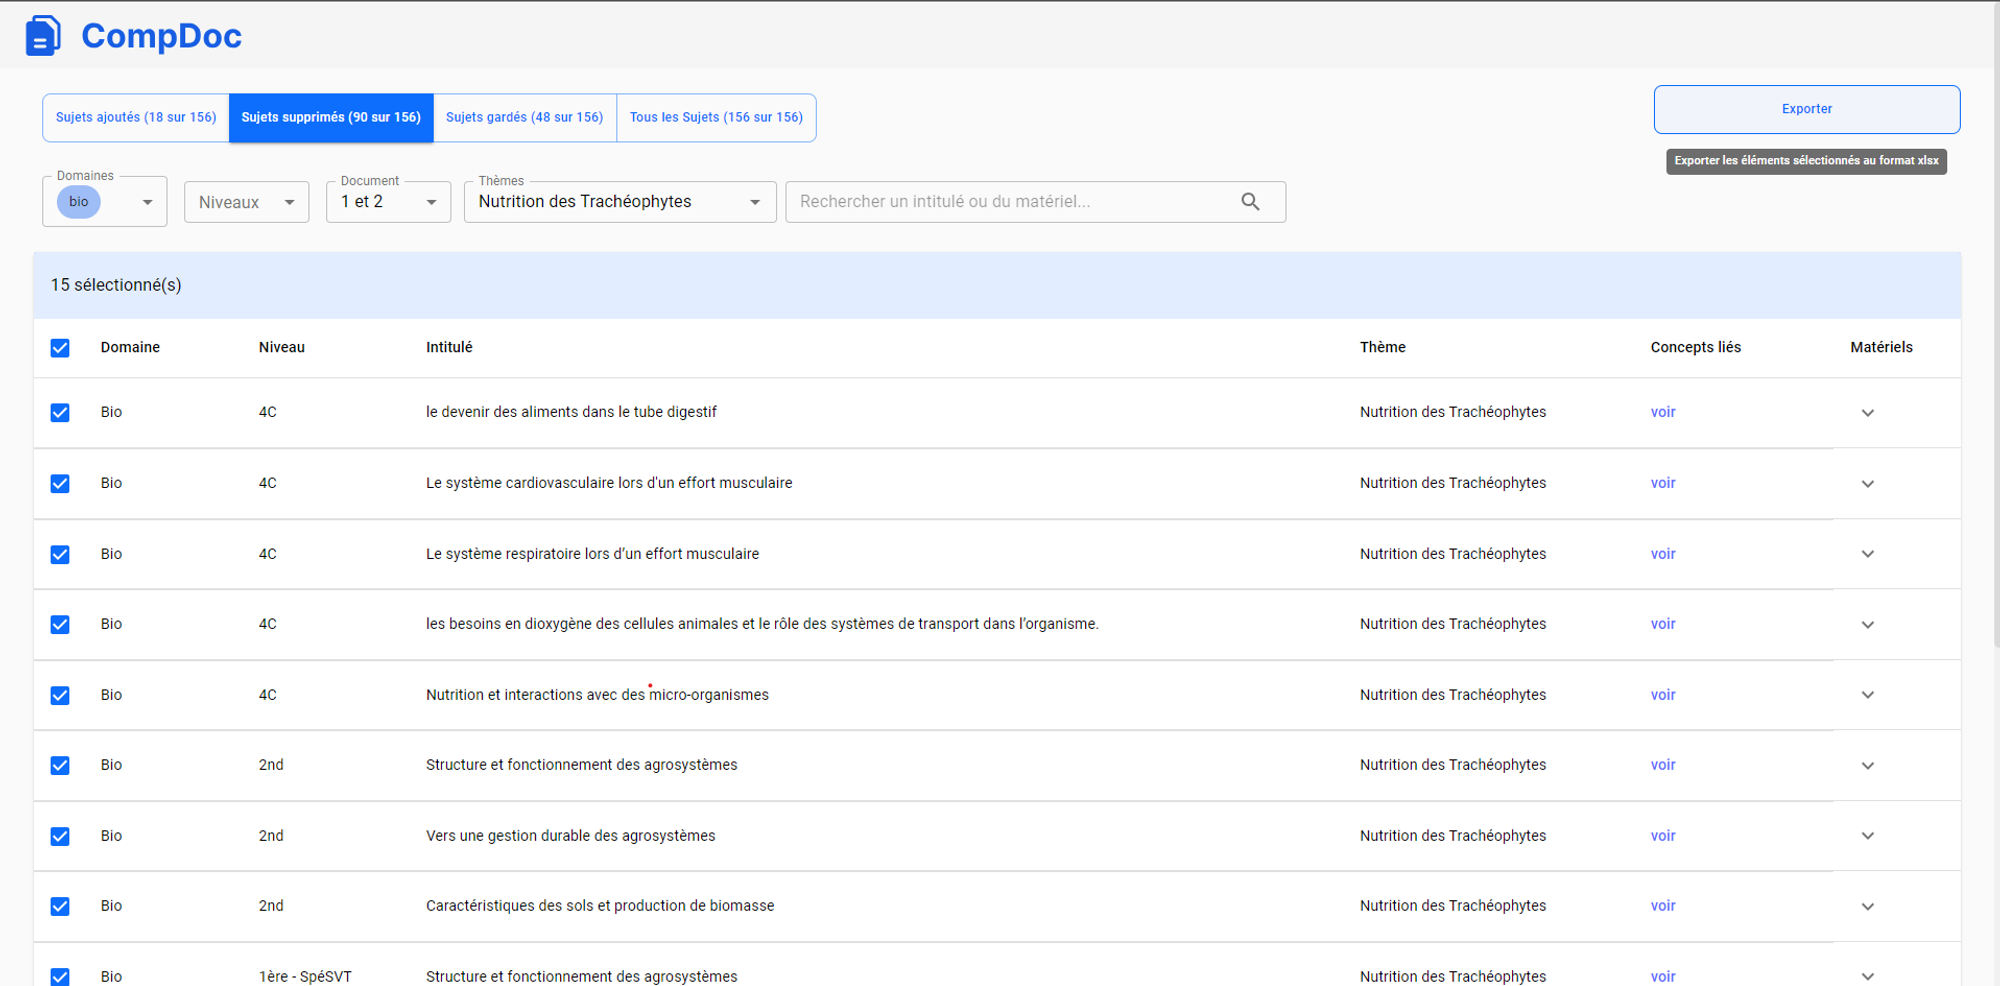 CompDoc
Sujets ajoutés (18 sur 156) Sujets supprimés (90 sur 156) Sujets gardés (48 sur 156) Tous les Sujets (156 sur 156)
Exporter
Exporter les éléments sélectionnés au format xlsx
Domaines
bio
Niveaux
Document
1 et 2
Thèmes
Nutrition des Trachéophytes
Rechercher un intitulé ou du matériel...
15 sélectionné(s)
Domaine Niveau Intitulé Thème Concepts liés Matériels
Bio 4C le devenir des aliments dans le tube digestif Nutrition des Trachéophytes voir
Bio 4C Le système cardiovasculaire lors d'un effort musculaire Nutrition des Trachéophytes voir
Bio 4C Le système respiratoire lors d’un effort musculaire Nutrition des Trachéophytes voir
Bio 4C les besoins en dioxygène des cellules animales et le rôle des systèmes de transport dans l’organisme. Nutrition des Trachéophytes voir
Bio 4C Nutrition et interactions avec des micro-organismes Nutrition des Trachéophytes voir
Bio 2nd Structure et fonctionnement des agrosystèmes Nutrition des Trachéophytes voir
Bio 2nd Vers une gestion durable des agrosystèmes Nutrition des Trachéophytes voir
Bio 2nd Caractéristiques des sols et production de biomasse Nutrition des Trachéophytes voir
Bio 1ère - SpéSVT Structure et fonctionnement des agrosystèmes Nutrition des Trachéophytes voir